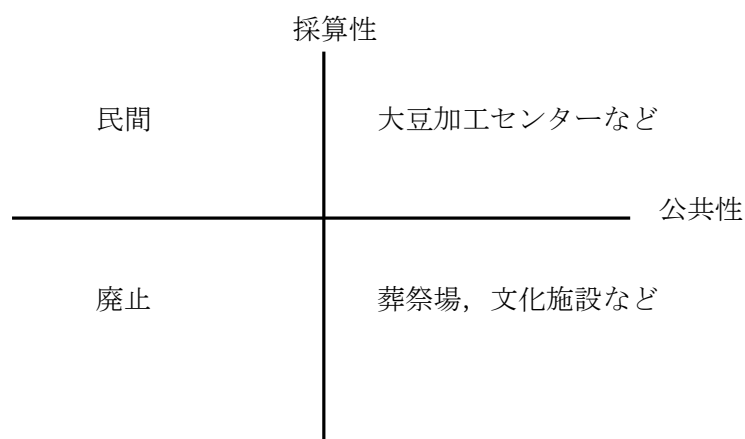 採算性
民間
大豆加工センターなど
公共性
廃止
葬祭場，文化施設など